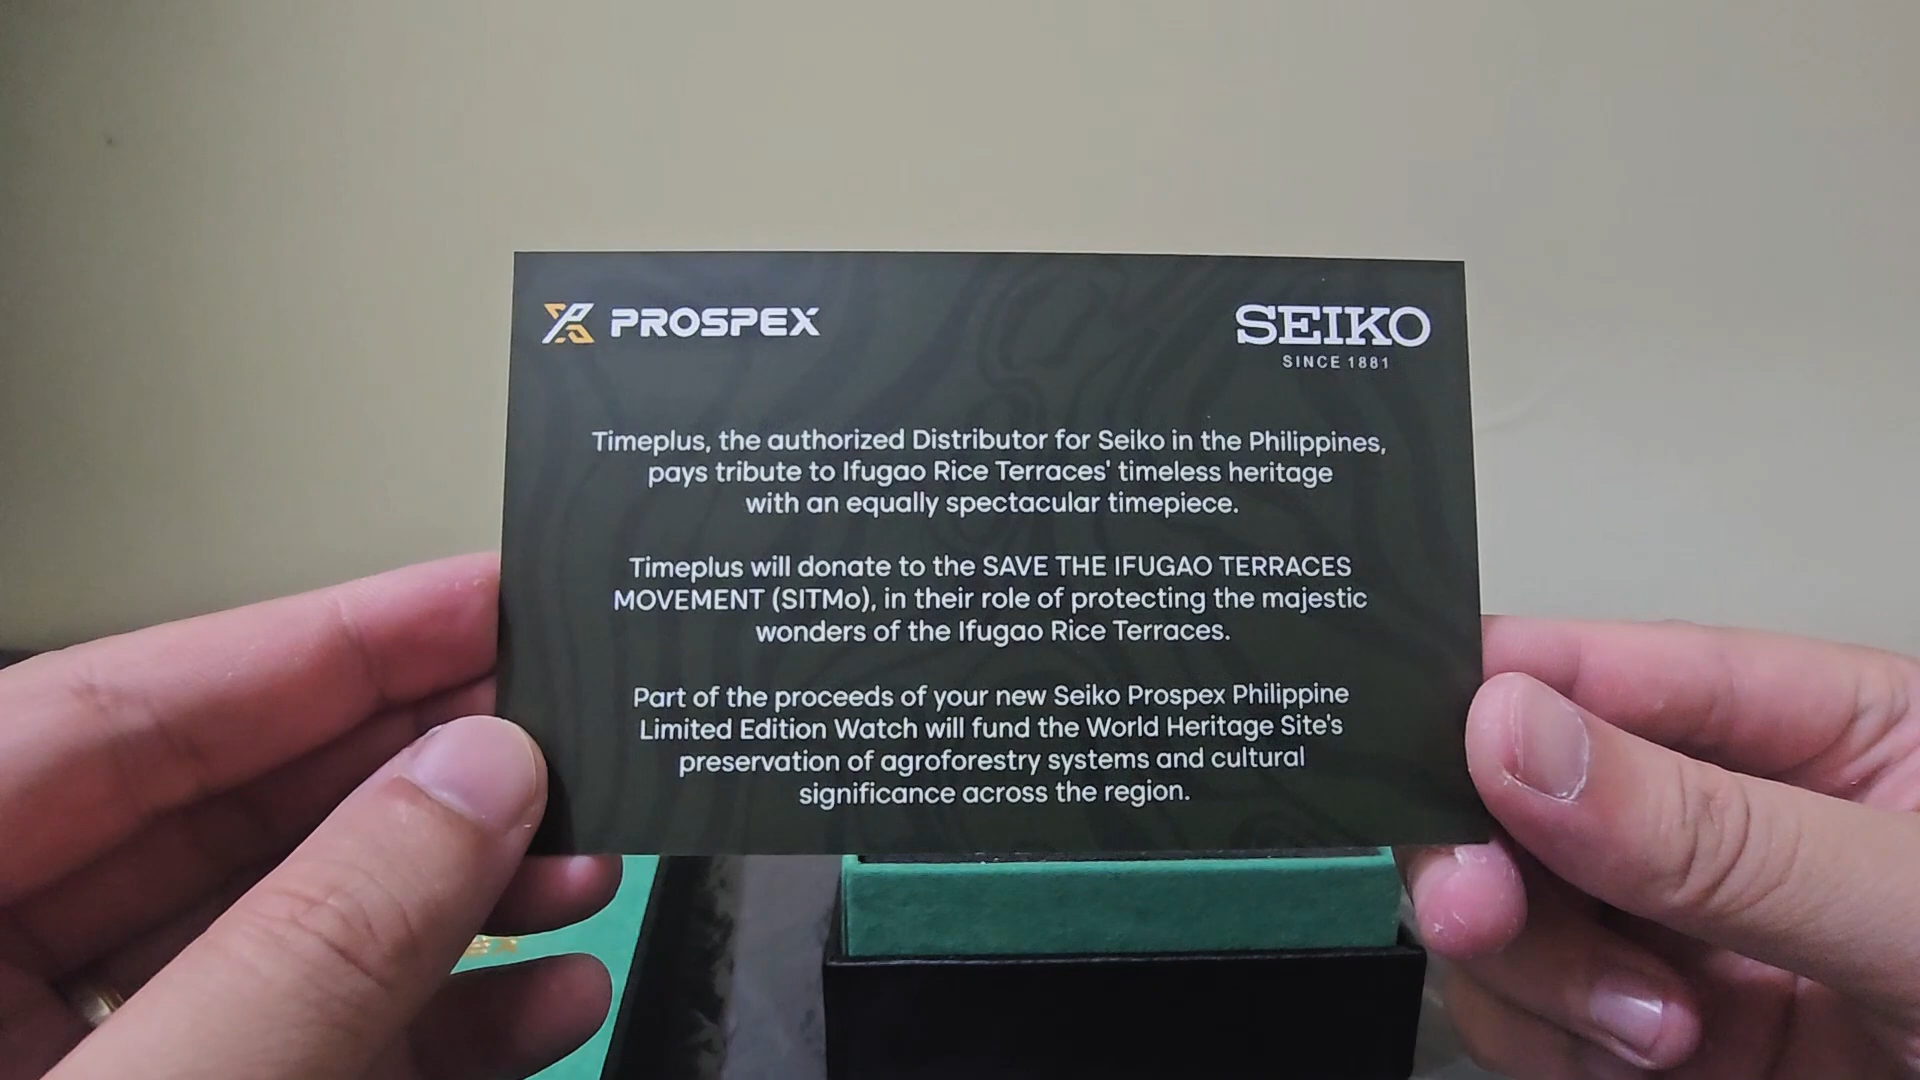 PROSPEX
SEIKO
SINCE 1881
Timeplus, the authorized Distributor for Seiko in the Philippines,
pays tribute to Ifugao Rice Terraces' timeless heritage
with an equally spectacular timepiece.
Timeplus will donate to the SAVE THE IFUGAO TERRACES
MOVEMENT (SITMo), in their role of protecting the majestic
wonders of the Ifugao Rice Terraces.
Part of the proceeds of your new Seiko Prospex Philippine
Limited Edition Watch will fund the World Heritage Site's
preservation of agroforestry systems and cultural
significance across the region.